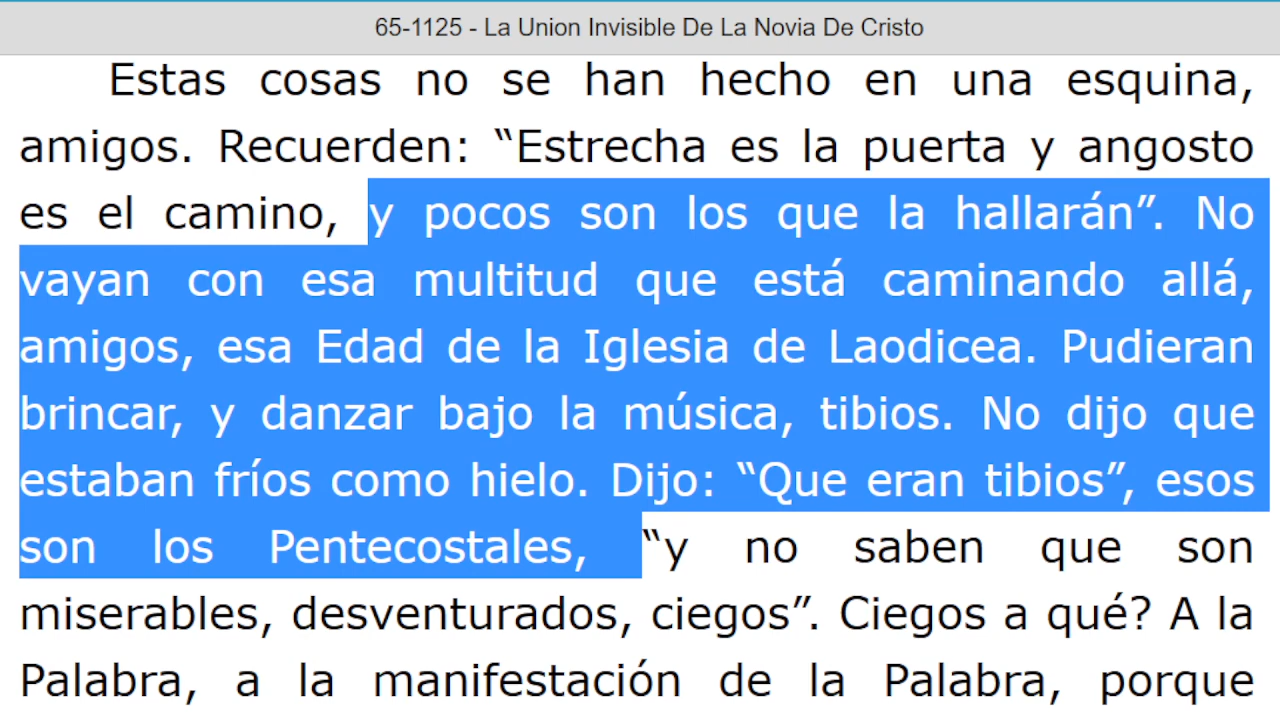 65-1125 - La Union Invisible De La Novia De Cristo
Estas cosas no se han hecho en una esquina,
amigos. Recuerden: “Estrecha es la puerta y angosto
es el camino, y pocos son los que la hallarán”. No
vayan con esa multitud que está caminando allá,
amigos, esa Edad de la Iglesia de Laodicea. Pudieran
brincar, y danzar bajo la música, tibios. No dijo que
estaban fríos como hielo. Dijo: “Que eran tibios”, esos
son los Pentecostales, “y no saben que son
miserables, desventurados, ciegos”. Ciegos a qué? A la
Palabra, a la manifestación de la Palabra, porque